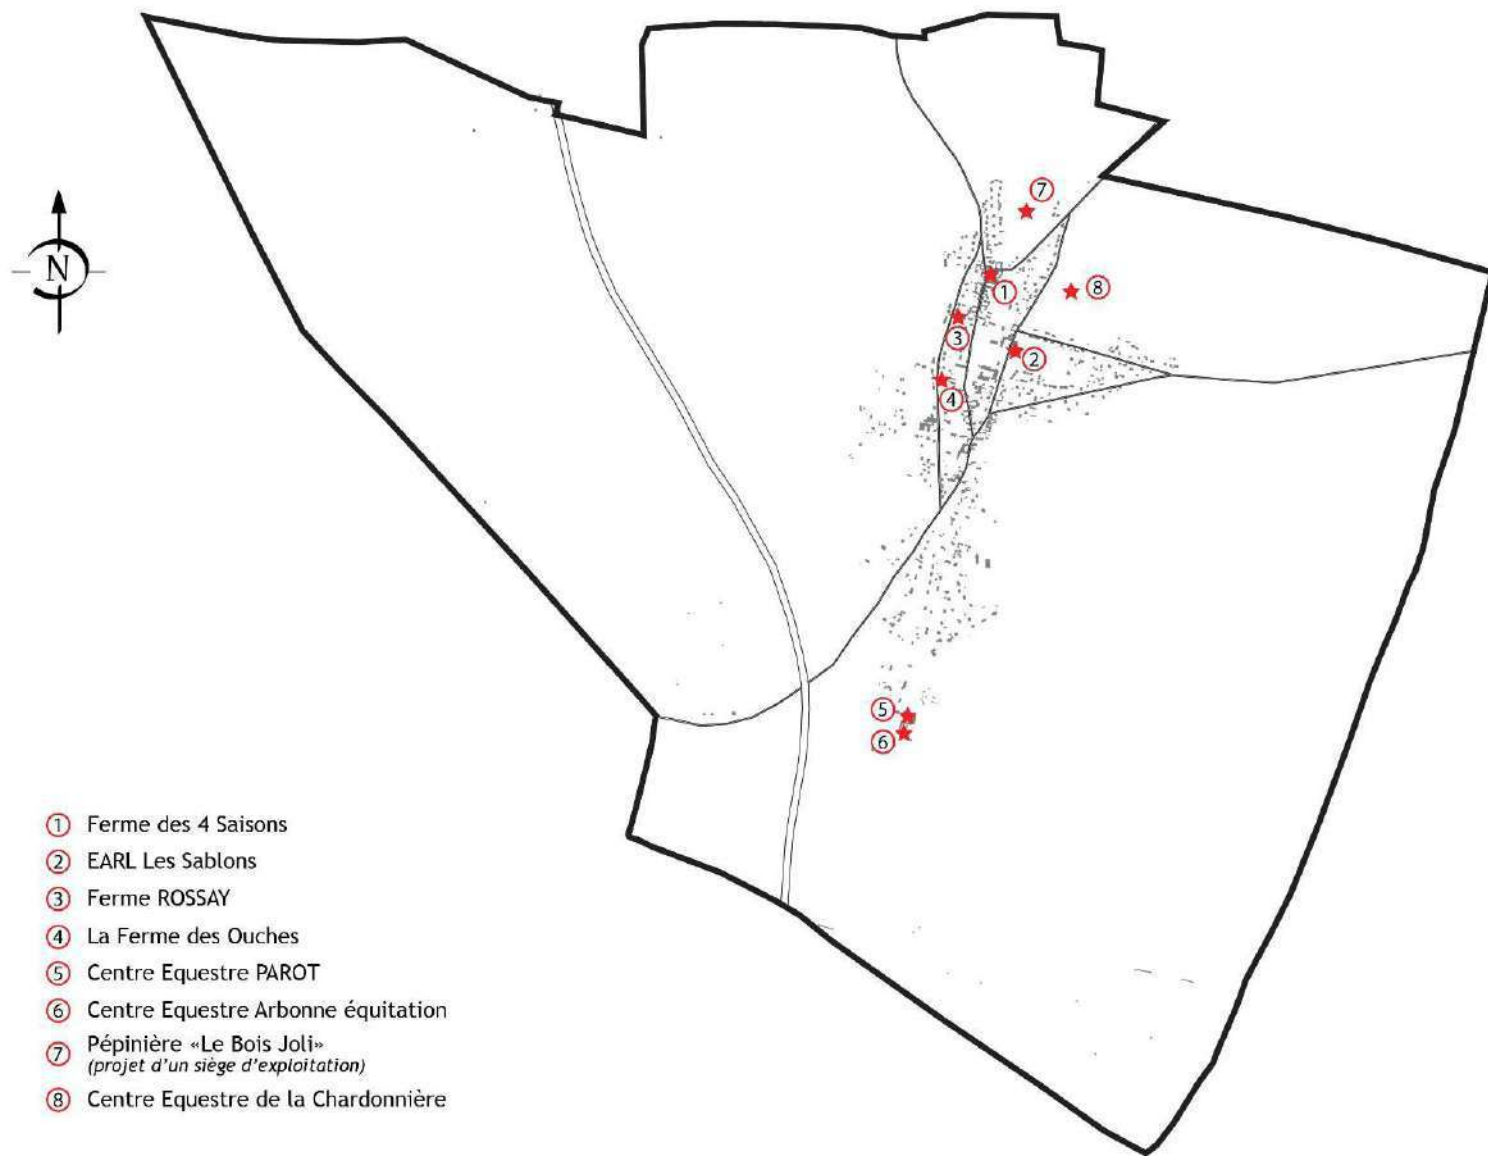 7
8
1
3
2
4
N
5
6
1 Ferme des 4 Saisons
2 EARL Les Sablons
3 Ferme ROSSAY
4 La Ferme des Ouches
5 Centre Equestre PAROT
6 Centre Equestre Arbonne équitation
7 Pépinière «Le Bois Joli»
(projet d'un siège d'exploitation)
8 Centre Equestre de la Chardonnière